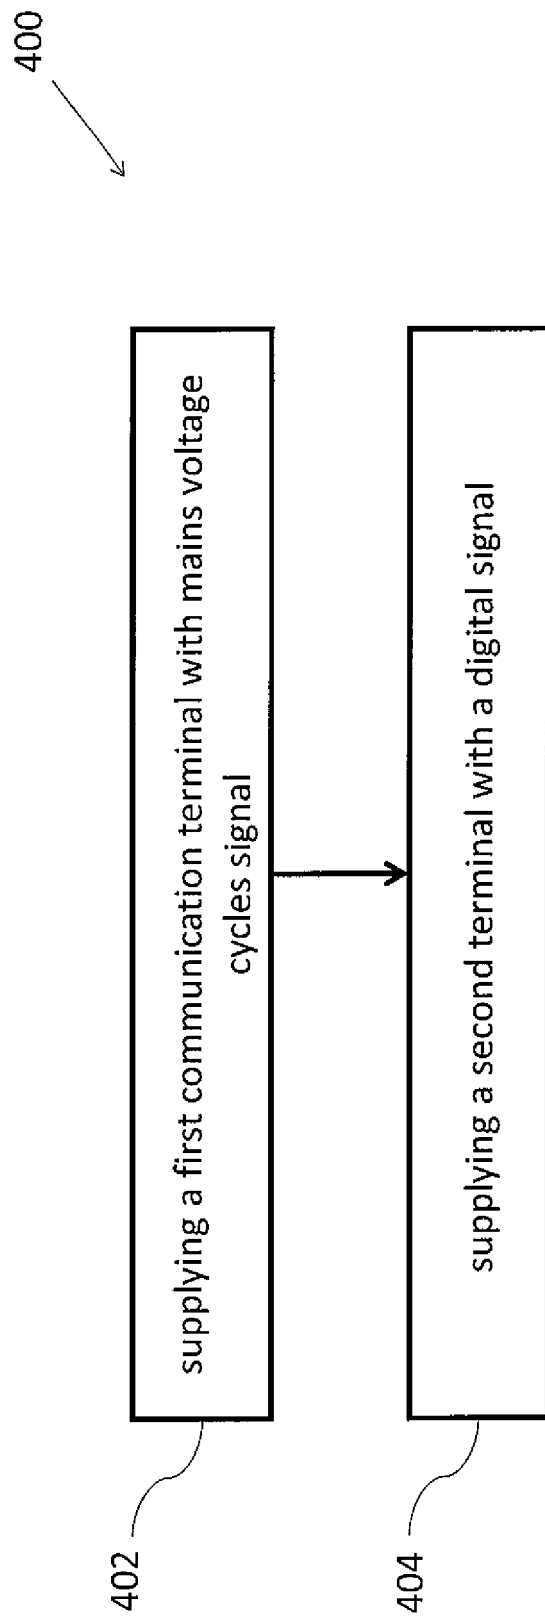 400
402
supplying a first communication terminal with mains voltage
cycles signal
404
supplying a second terminal with a digital signal